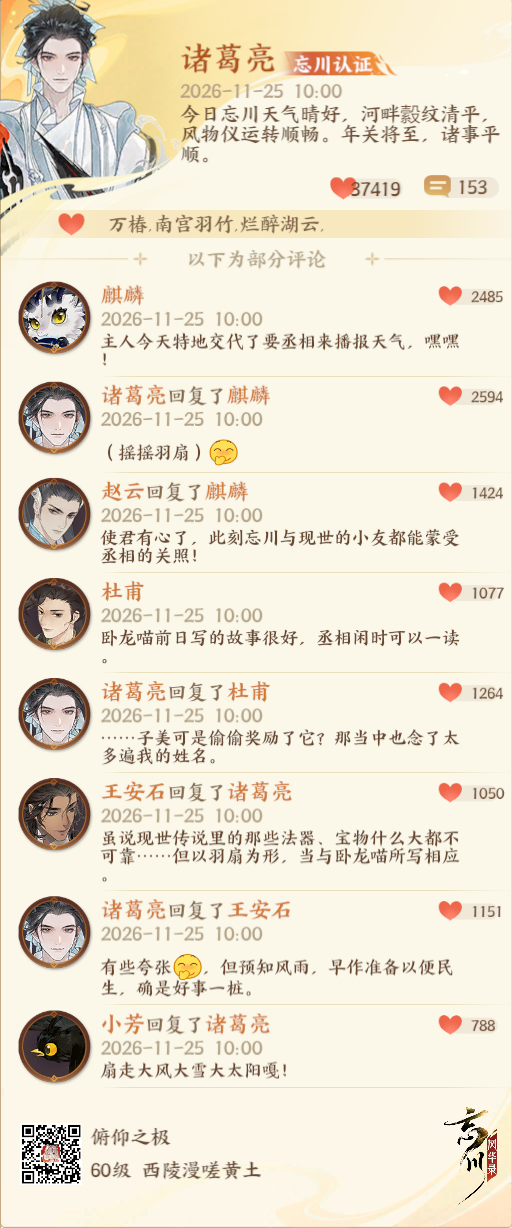 诸葛亮 忘川认证
2026-11-25 10:00
今日忘川天气晴好，河畔縠纹清平，
风物仪运转顺畅。年关将至，诸事平
顺。
37419 153
万椿,南宫羽竹,烂醉湖云,
以下为部分评论
麒麟 2485
2026-11-25 10:00
主人今天特地交代了要丞相来播报天气，嘿嘿
！
诸葛亮回复了麒麟 2594
2026-11-25 10:00
（摇摇羽扇）
赵云回复了麒麟 1424
2026-11-25 10:00
使君有心了，此刻忘川与现世的小友都能蒙受
丞相的关照！
杜甫 1077
2026-11-25 10:00
卧龙喵前日写的故事很好，丞相闲时可以一读
。
诸葛亮回复了杜甫 1264
2026-11-25 10:00
……子美可是偷偷奖励了它？那当中也念了太
多遍我的姓名。
王安石回复了诸葛亮 1050
2026-11-25 10:00
虽说现世传说里的那些法器、宝物什么大都不
可靠……但以羽扇为形，当与卧龙喵所写相应
。
诸葛亮回复了王安石 1151
2026-11-25 10:00
有些夸张，但预知风雨，早作准备以便民
生，确是好事一桩。
小芳回复了诸葛亮 788
2026-11-25 10:00
扇走大风大雪大太阳嘎！
俯仰之极
60级 西陵漫嗟黄土
忘川
风华录